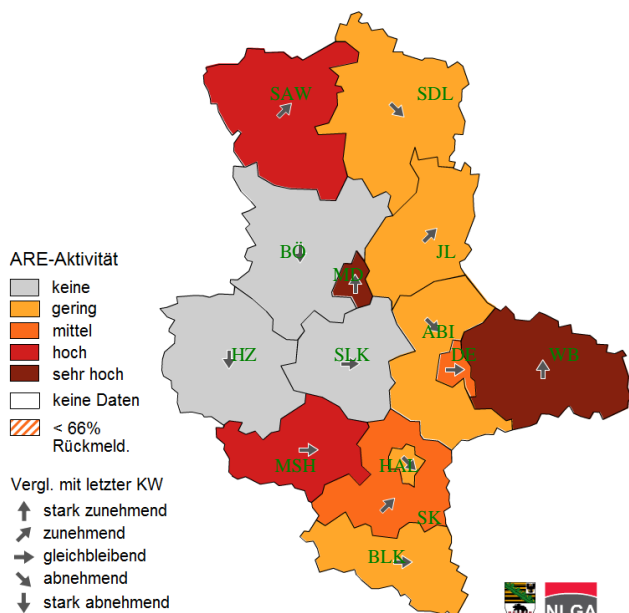 SAW
SDL
BÖ
MD
JL
HZ
SLK
ABI
DE
WB
MSH
HAL
SK
BLK
ARE-Aktivität
keine
gering
mittel
hoch
sehr hoch
keine Daten
< 66%
Rückmeld.
Vergl. mit letzter KW
stark zunehmend
zunehmend
gleichbleibend
abnehmend
stark abnehmend
NLGA